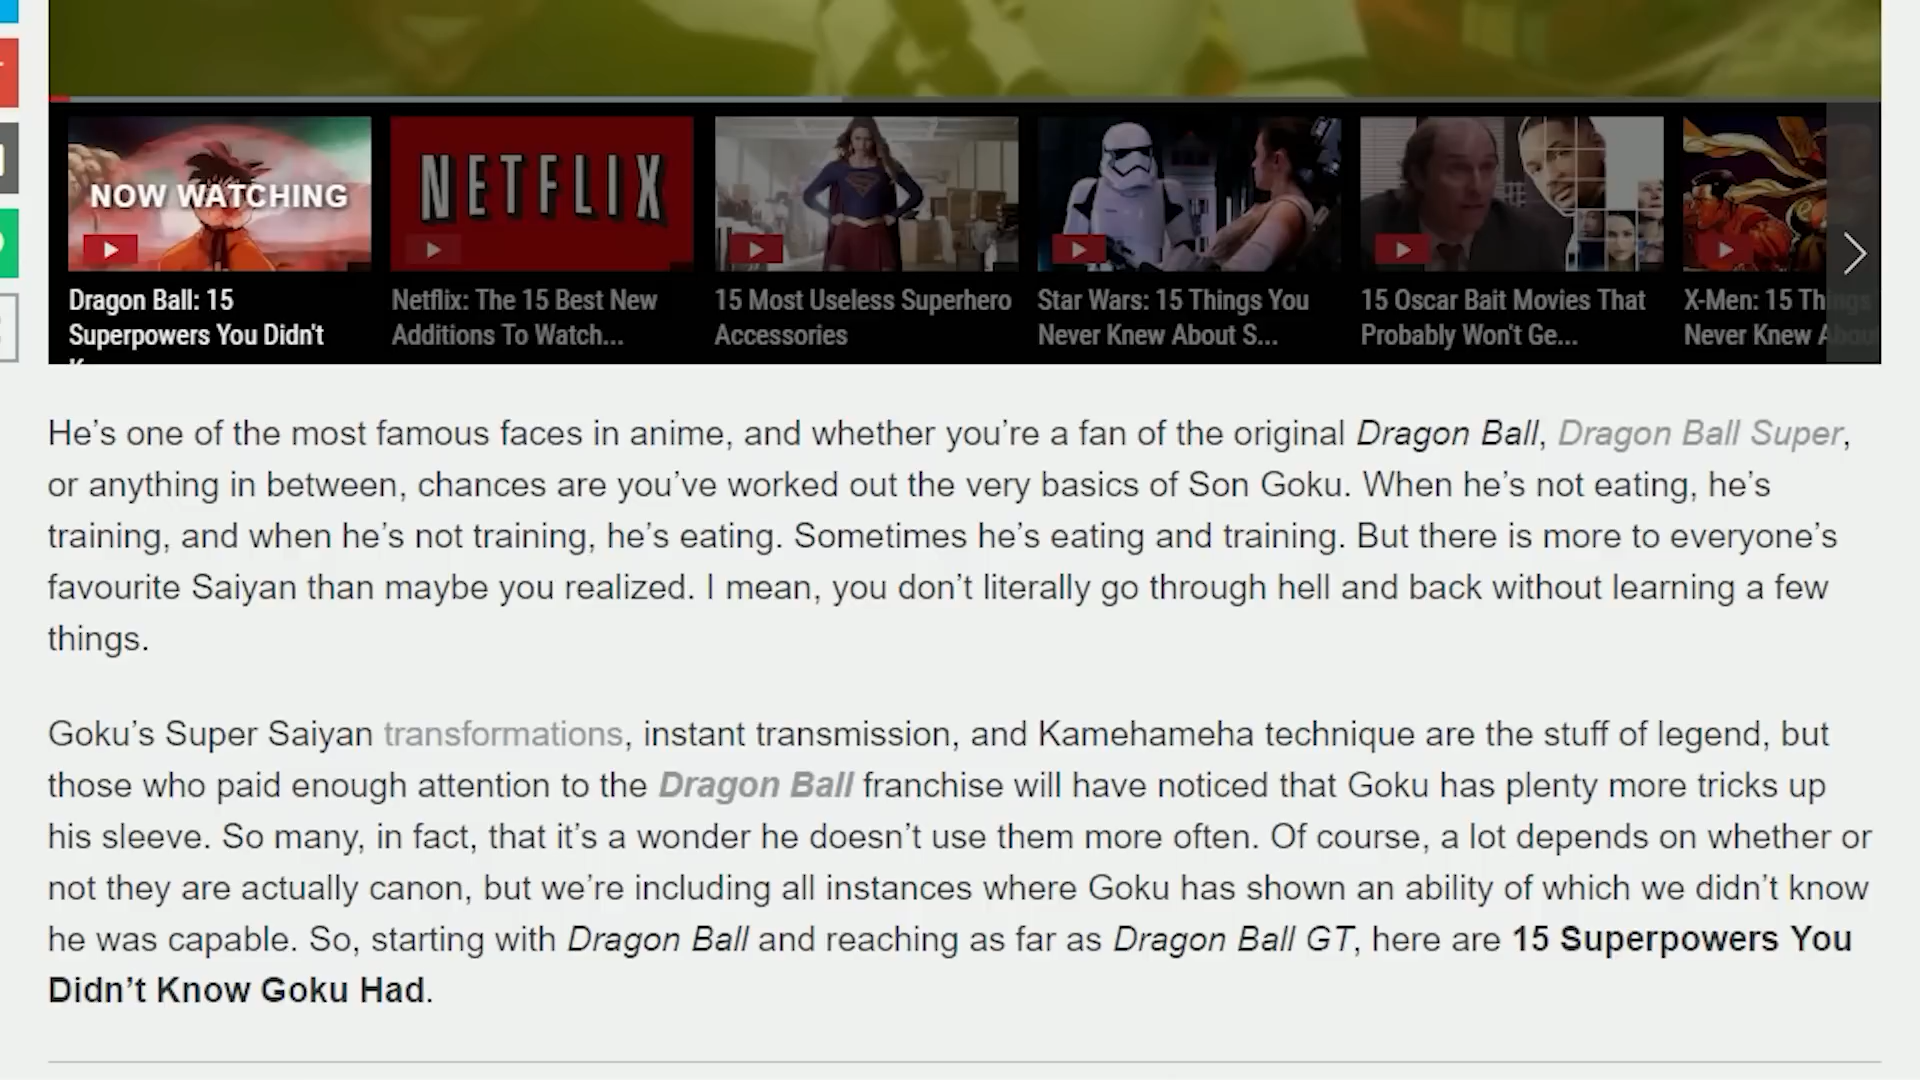 NOW WATCHING
NETFLIX
Dragon Ball: 15
Superpowers You Didn't
Netflix: The 15 Best New
Additions To Watch...
15 Most Useless Superhero
Accessories
Star Wars: 15 Things You
Never Knew About S...
15 Oscar Bait Movies That
Probably Won't Ge...
X-Men: 15 Things
Never Knew About
He’s one of the most famous faces in anime, and whether you’re a fan of the original Dragon Ball, Dragon Ball Super,
or anything in between, chances are you’ve worked out the very basics of Son Goku. When he’s not eating, he’s
training, and when he’s not training, he’s eating. Sometimes he’s eating and training. But there is more to everyone’s
favourite Saiyan than maybe you realized. I mean, you don’t literally go through hell and back without learning a few
things.
Goku’s Super Saiyan transformations, instant transmission, and Kamehameha technique are the stuff of legend, but
those who paid enough attention to the Dragon Ball franchise will have noticed that Goku has plenty more tricks up
his sleeve. So many, in fact, that it’s a wonder he doesn’t use them more often. Of course, a lot depends on whether or
not they are actually canon, but we’re including all instances where Goku has shown an ability of which we didn’t know
he was capable. So, starting with Dragon Ball and reaching as far as Dragon Ball GT, here are 15 Superpowers You
Didn’t Know Goku Had.